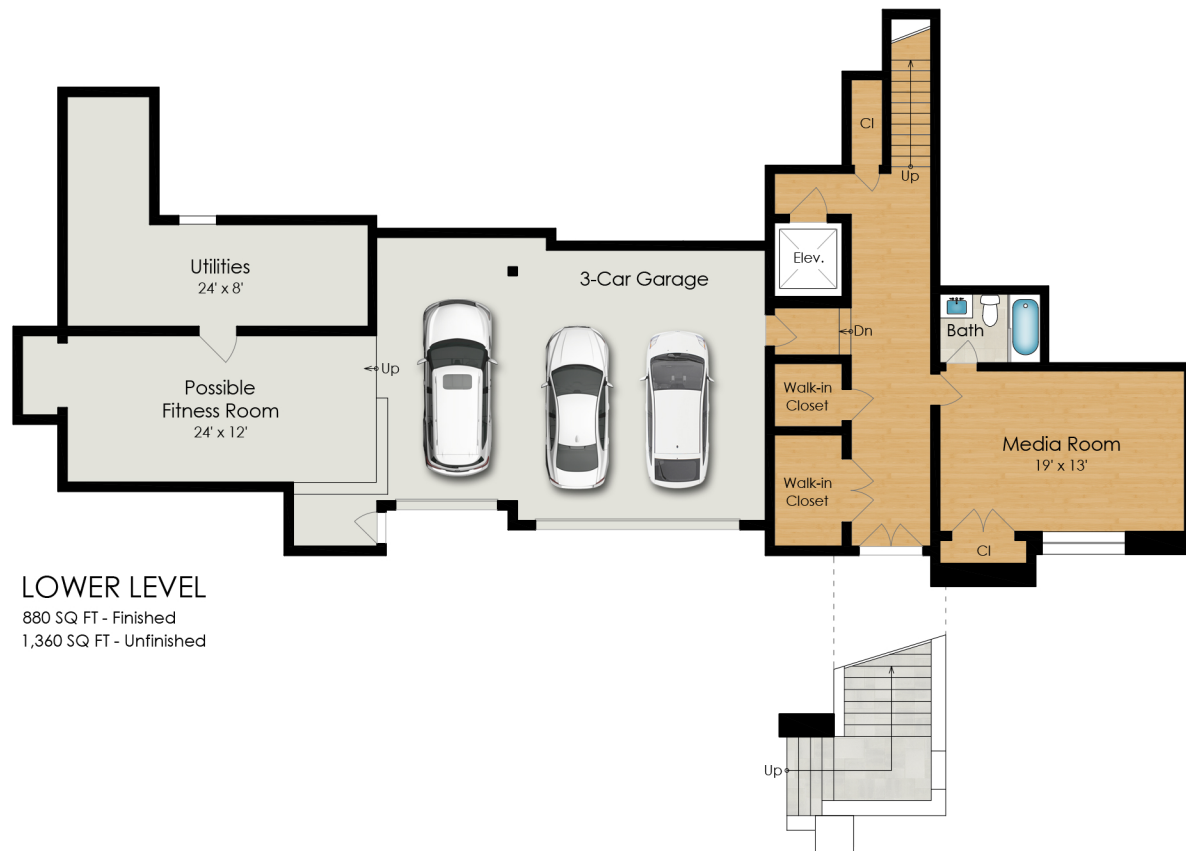 Cl
Up
Elev.
Utilities
24' x 8'
3-Car Garage
Dn
Bath
Up
Possible
Fitness Room
24' x 12'
Walk-in
Closet
Media Room
19' x 13'
Walk-in
Closet
Cl
LOWER LEVEL
880 SQ FT - Finished
1,360 SQ FT - Unfinished
Up